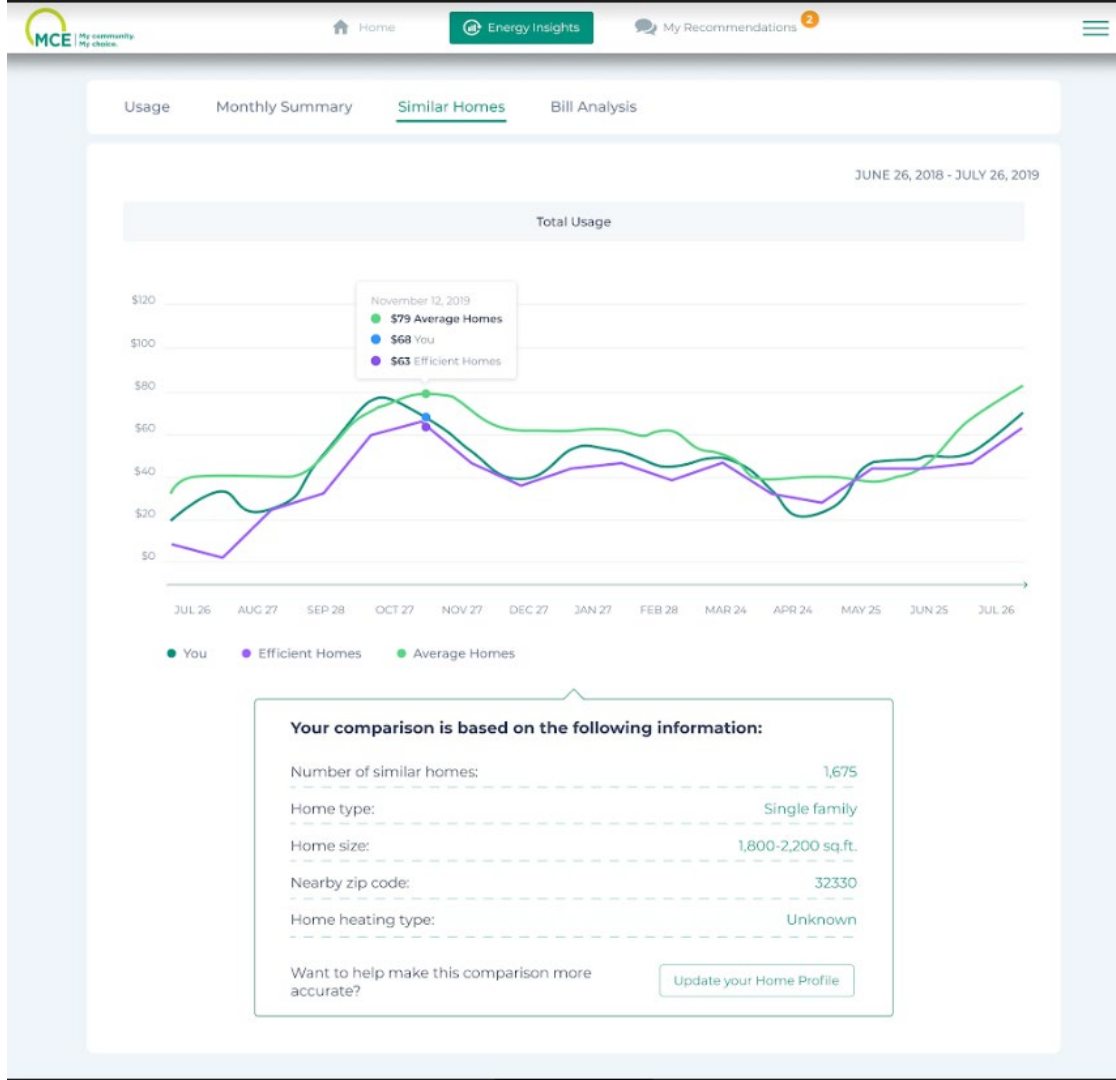 MCE My community.
My choice.
Home
Energy Insights
My Recommendations 2
Usage Monthly Summary Similar Homes Bill Analysis
JUNE 26, 2018 - JULY 26, 2019
Total Usage
$120
$100
$80
$60
$40
$20
$0
November 12, 2019
$79 Average Homes
$68 You
$63 Efficient Homes
JUL 26 AUG 27 SEP 28 OCT 27 NOV 27 DEC 27 JAN 27 FEB 28 MAR 24 APR 24 MAY 25 JUN 25 JUL 26
You Efficient Homes Average Homes
Your comparison is based on the following information:
Number of similar homes: 1,675
Home type: Single family
Home size: 1,800-2,200 sq.ft.
Nearby zip code: 32330
Home heating type: Unknown
Want to help make this comparison more
accurate?
Update your Home Profile